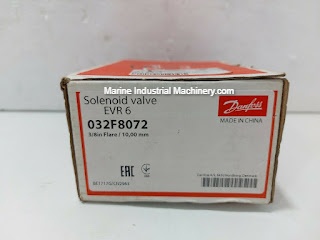 Marine Industrial Machinery.com
Solenoid valve
EVR 6
032F8072
3/8in Flare / 10,00 mm
Danfoss
MADE IN CHINA
EAC